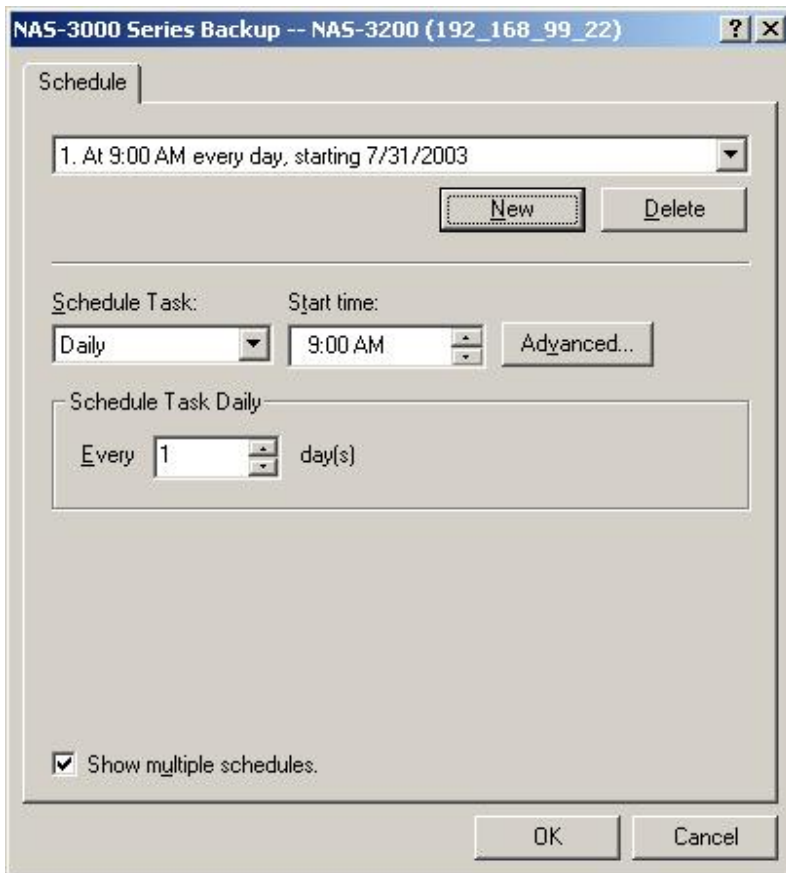 NAS-3000 Series Backup -- NAS-3200 (192_168_99_22)
Schedule
1. At 9:00 AM every day, starting 7/31/2003
New Delete
Schedule Task: Start time:
Daily 9:00 AM Advanced...
Schedule Task Daily
Every 1 day(s)
Show multiple schedules.
OK Cancel